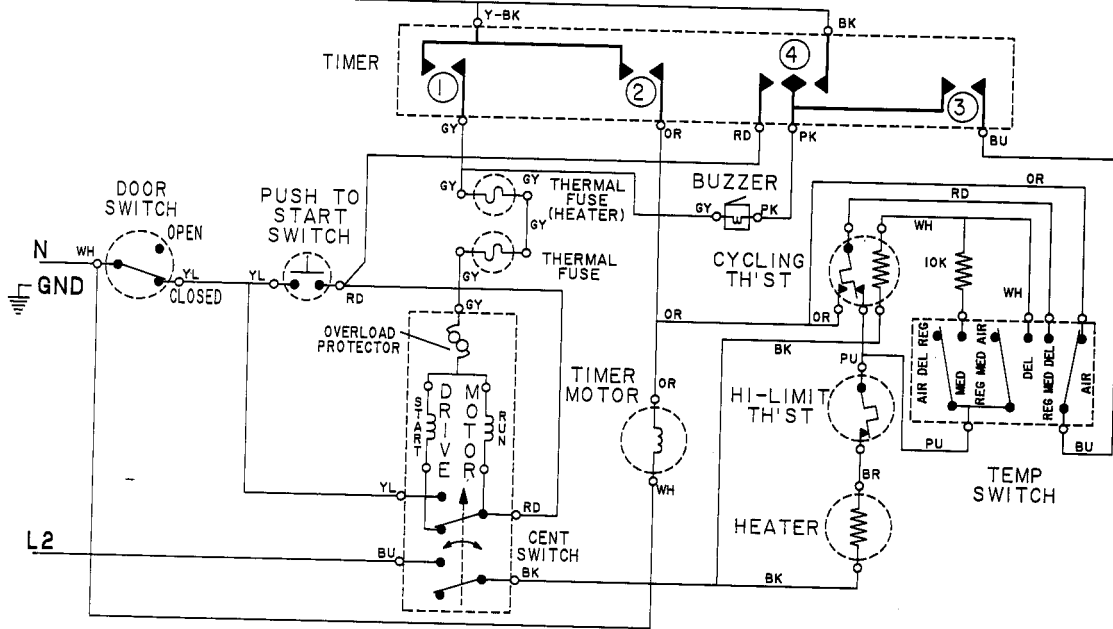 Y-BK
BK
TIMER
1
2
4
3
GY
OR
RD
PK
BU
DOOR
SWITCH
OPEN
PUSH TO
START
SWITCH
GY
GY
THERMAL
FUSE
(HEATER)
GY
BUZZER
GY
PK
OR
RD
WH
N
WH
YL
CLOSED
YL
RD
GY
THERMAL
FUSE
GY
CYCLING
TH'ST
10K
WH
GND
GY
OVERLOAD
PROTECTOR
OR
OR
BK
PU
AIR DEL REG
MED
REG MED AIR
DEL
REG MED DEL
AIR
TIMER
MOTOR
OR
HI-LIMIT
TH'ST
START
DRIVE
MOTOR
RUN
PU
BU
BR
TEMP
SWITCH
YL
RD
WH
HEATER
L2
BU
CENT
SWITCH
BK
BK